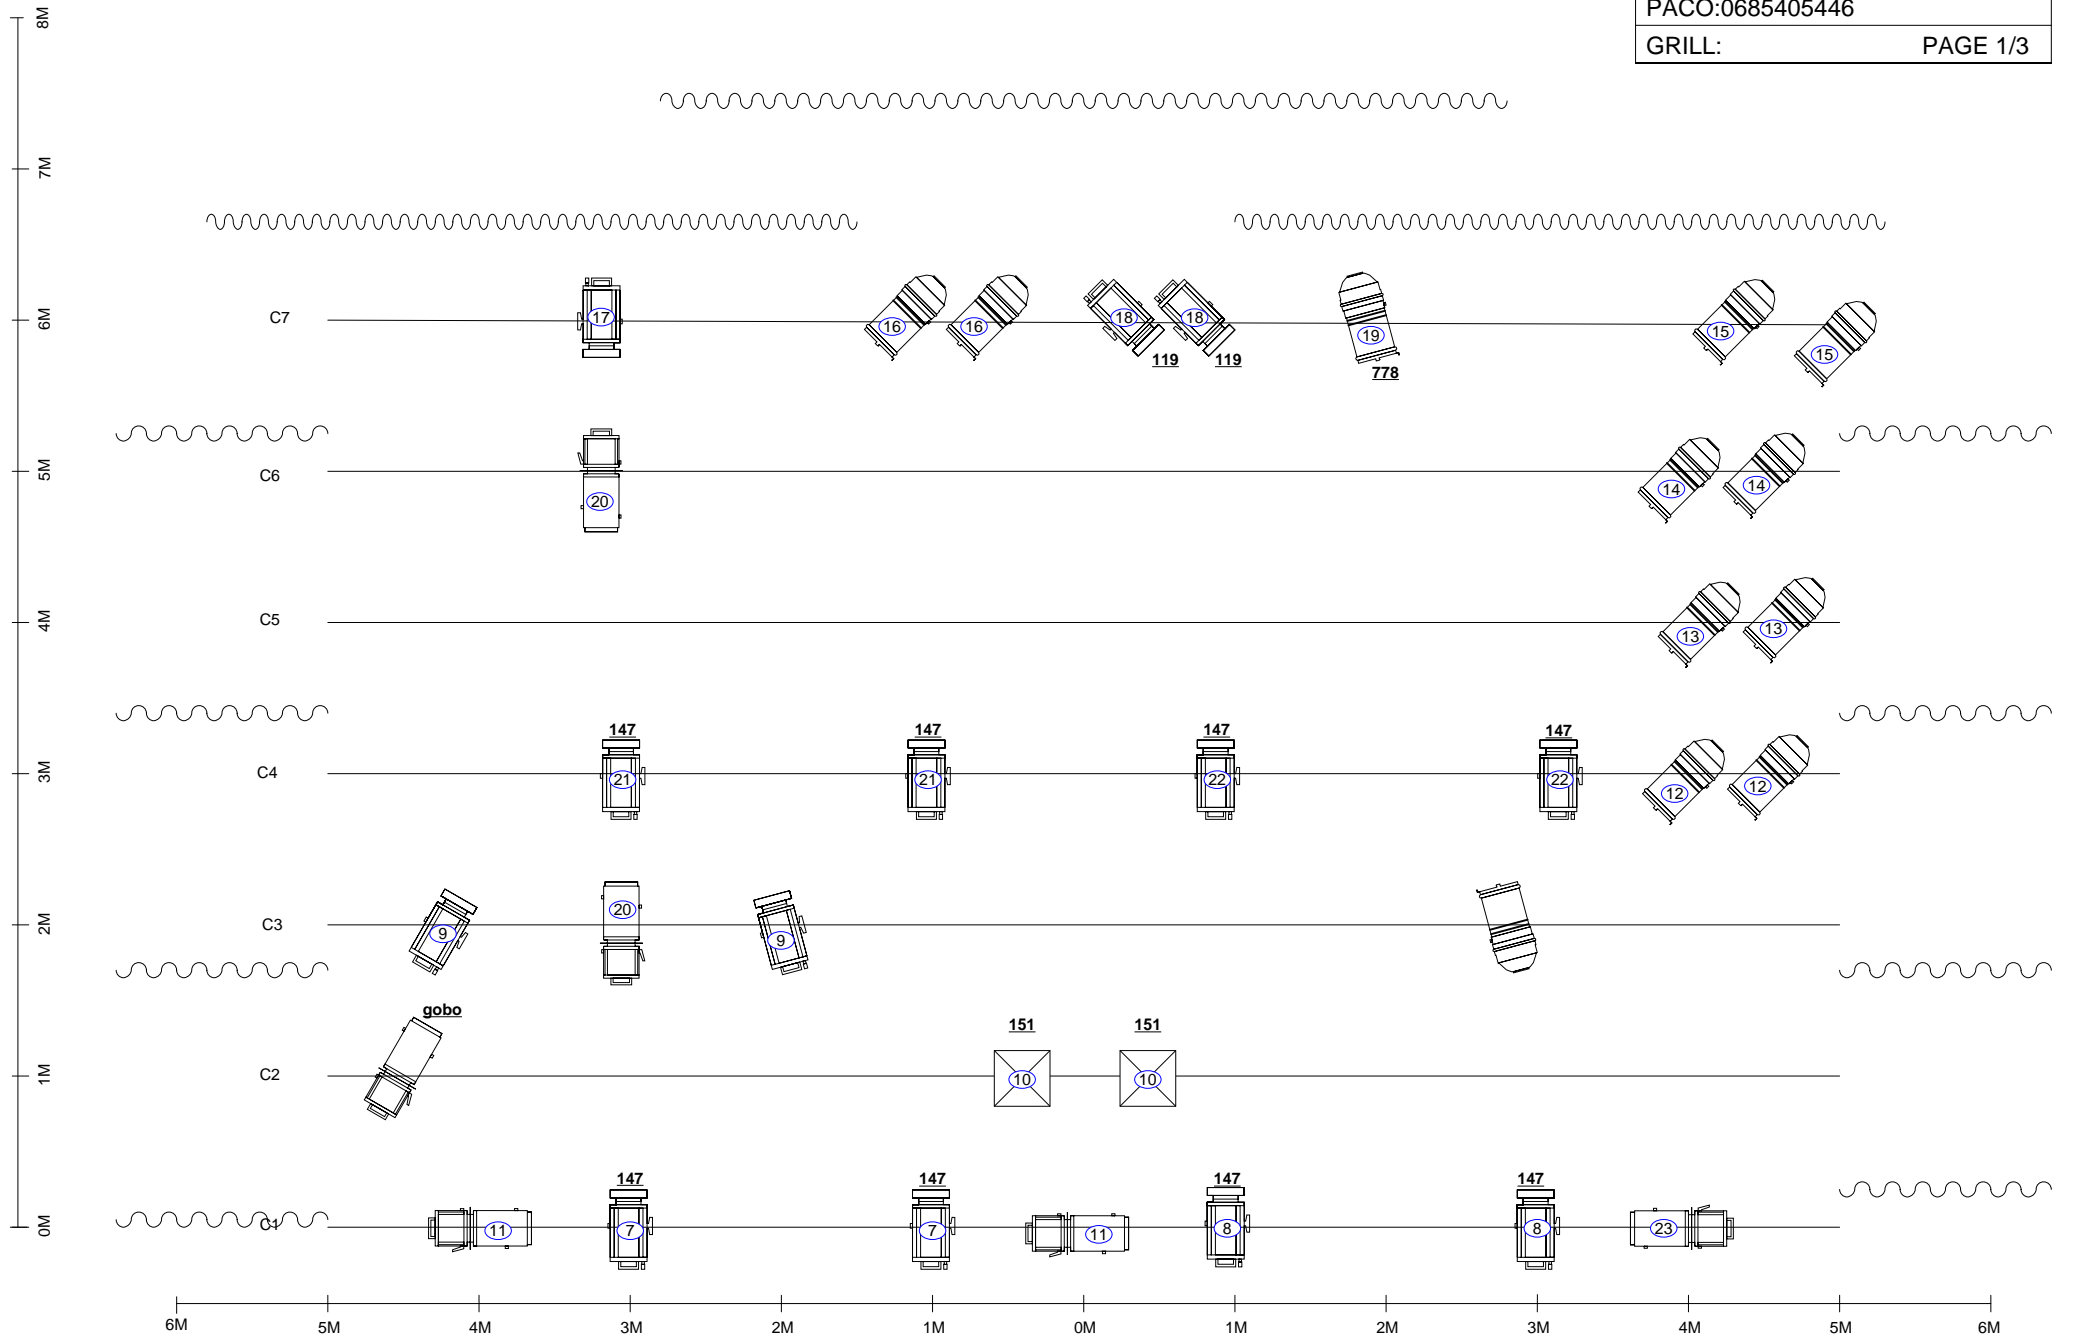 8M
PACO:0685405446
GRILL: PAGE 1/3
7M
6M
C7
17
16
16
18
18
19
15
15
119
119
778
5M
C6
20
14
14
4M
C5
13
13
147
147
147
147
3M
C4
21
21
22
22
12
12
2M
C3
9
20
9
gobo
151
151
1M
C2
10
10
147
147
147
147
0M
C1
11
7
7
11
8
8
23
6M
5M
4M
3M
2M
1M
0M
1M
2M
3M
4M
5M
6M